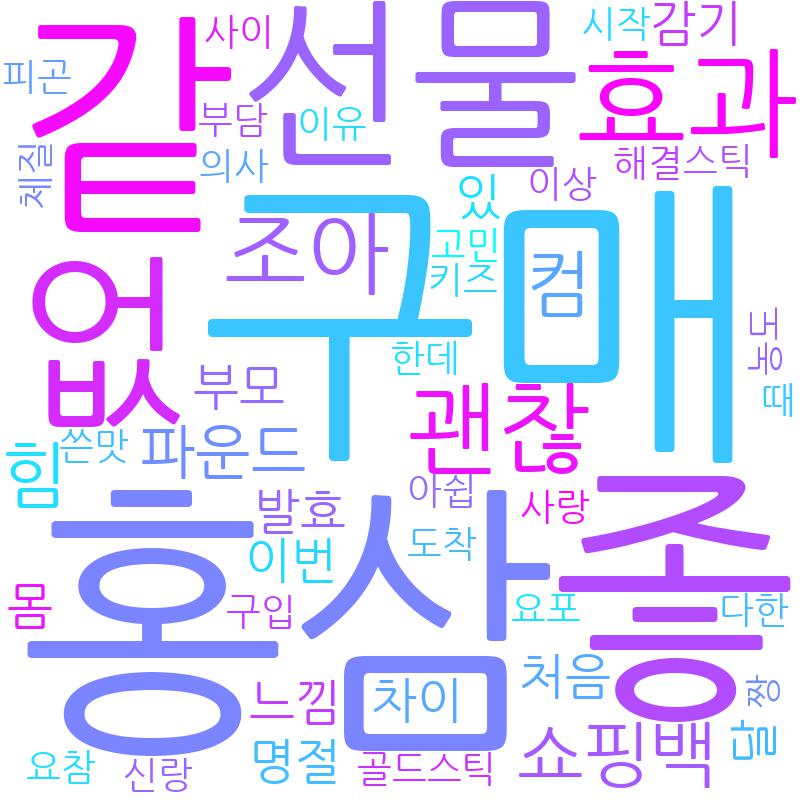 같
사이
선물
시작
감기
피곤
부담
이유
효과
체질
의사
해결스틱
있
이상
조아
구매
고민
키즈
컴
없
농도
한데
부모
괜찮
때
힘
쓴맛
파운드
홍삼
발효
아쉽
사랑
좋
이번
도착
몸
구입
요포
다한
느낌
차이
처음
짱
명절
쇼핑백
달
요참
신랑
골드스틱